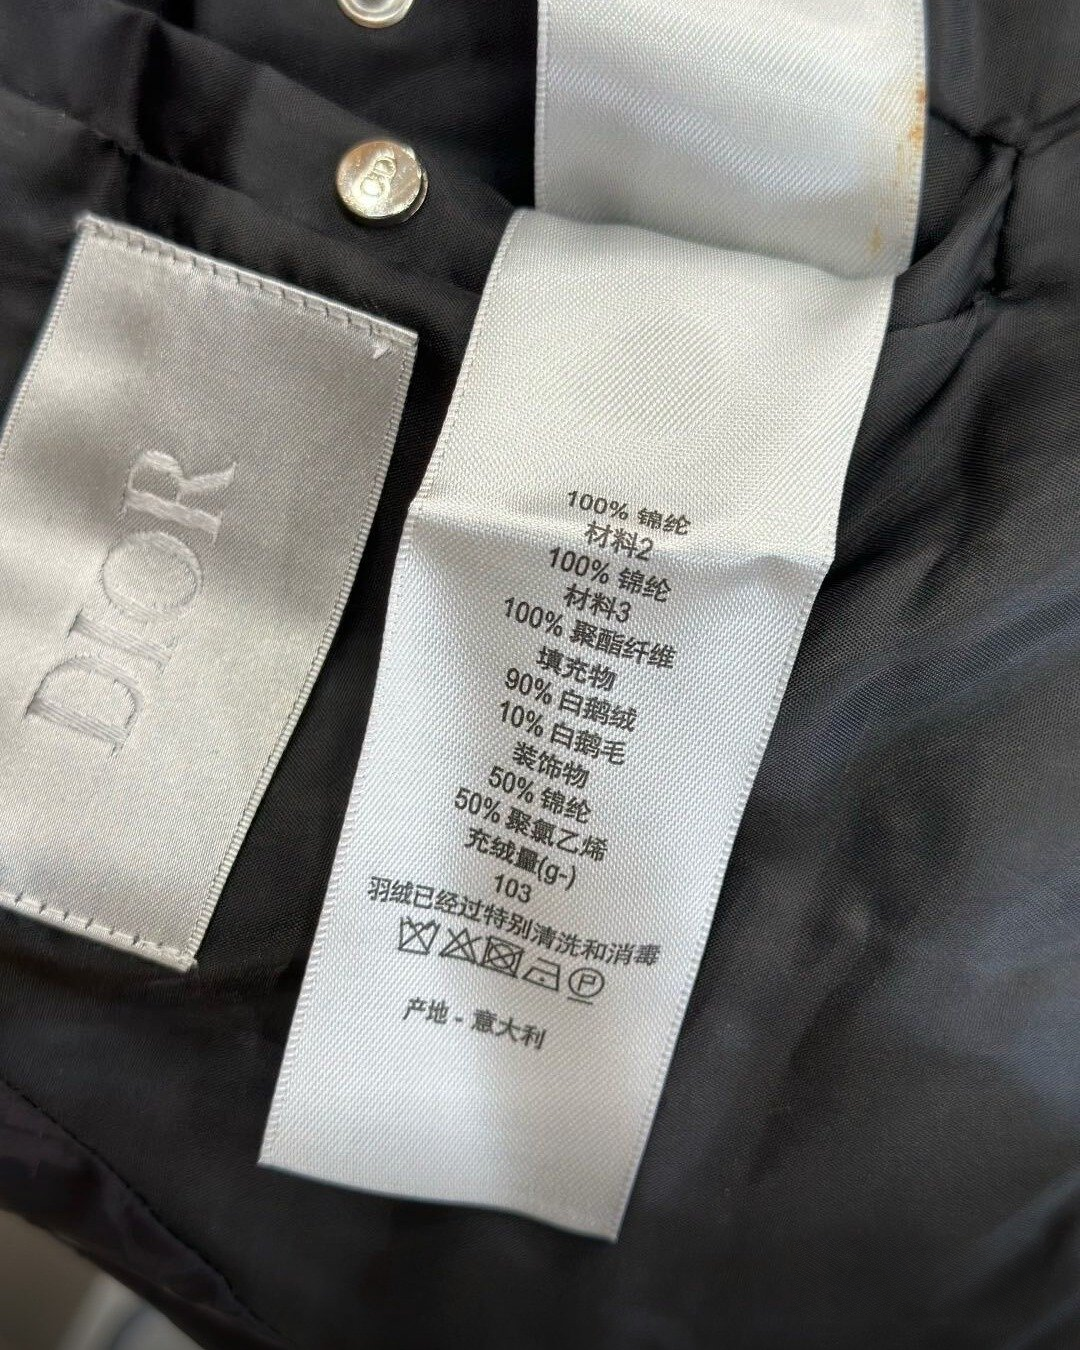 DIOR
100% 锦纶
材料2
100% 锦纶
材料3
100% 聚酯纤维
填充物
90% 白鹅绒
10% 白鹅毛
装饰物
50% 锦纶
50% 聚氯乙烯
充绒量(g-)
103
羽绒已经过特别清洗和消毒
P
产地 - 意大利
CD